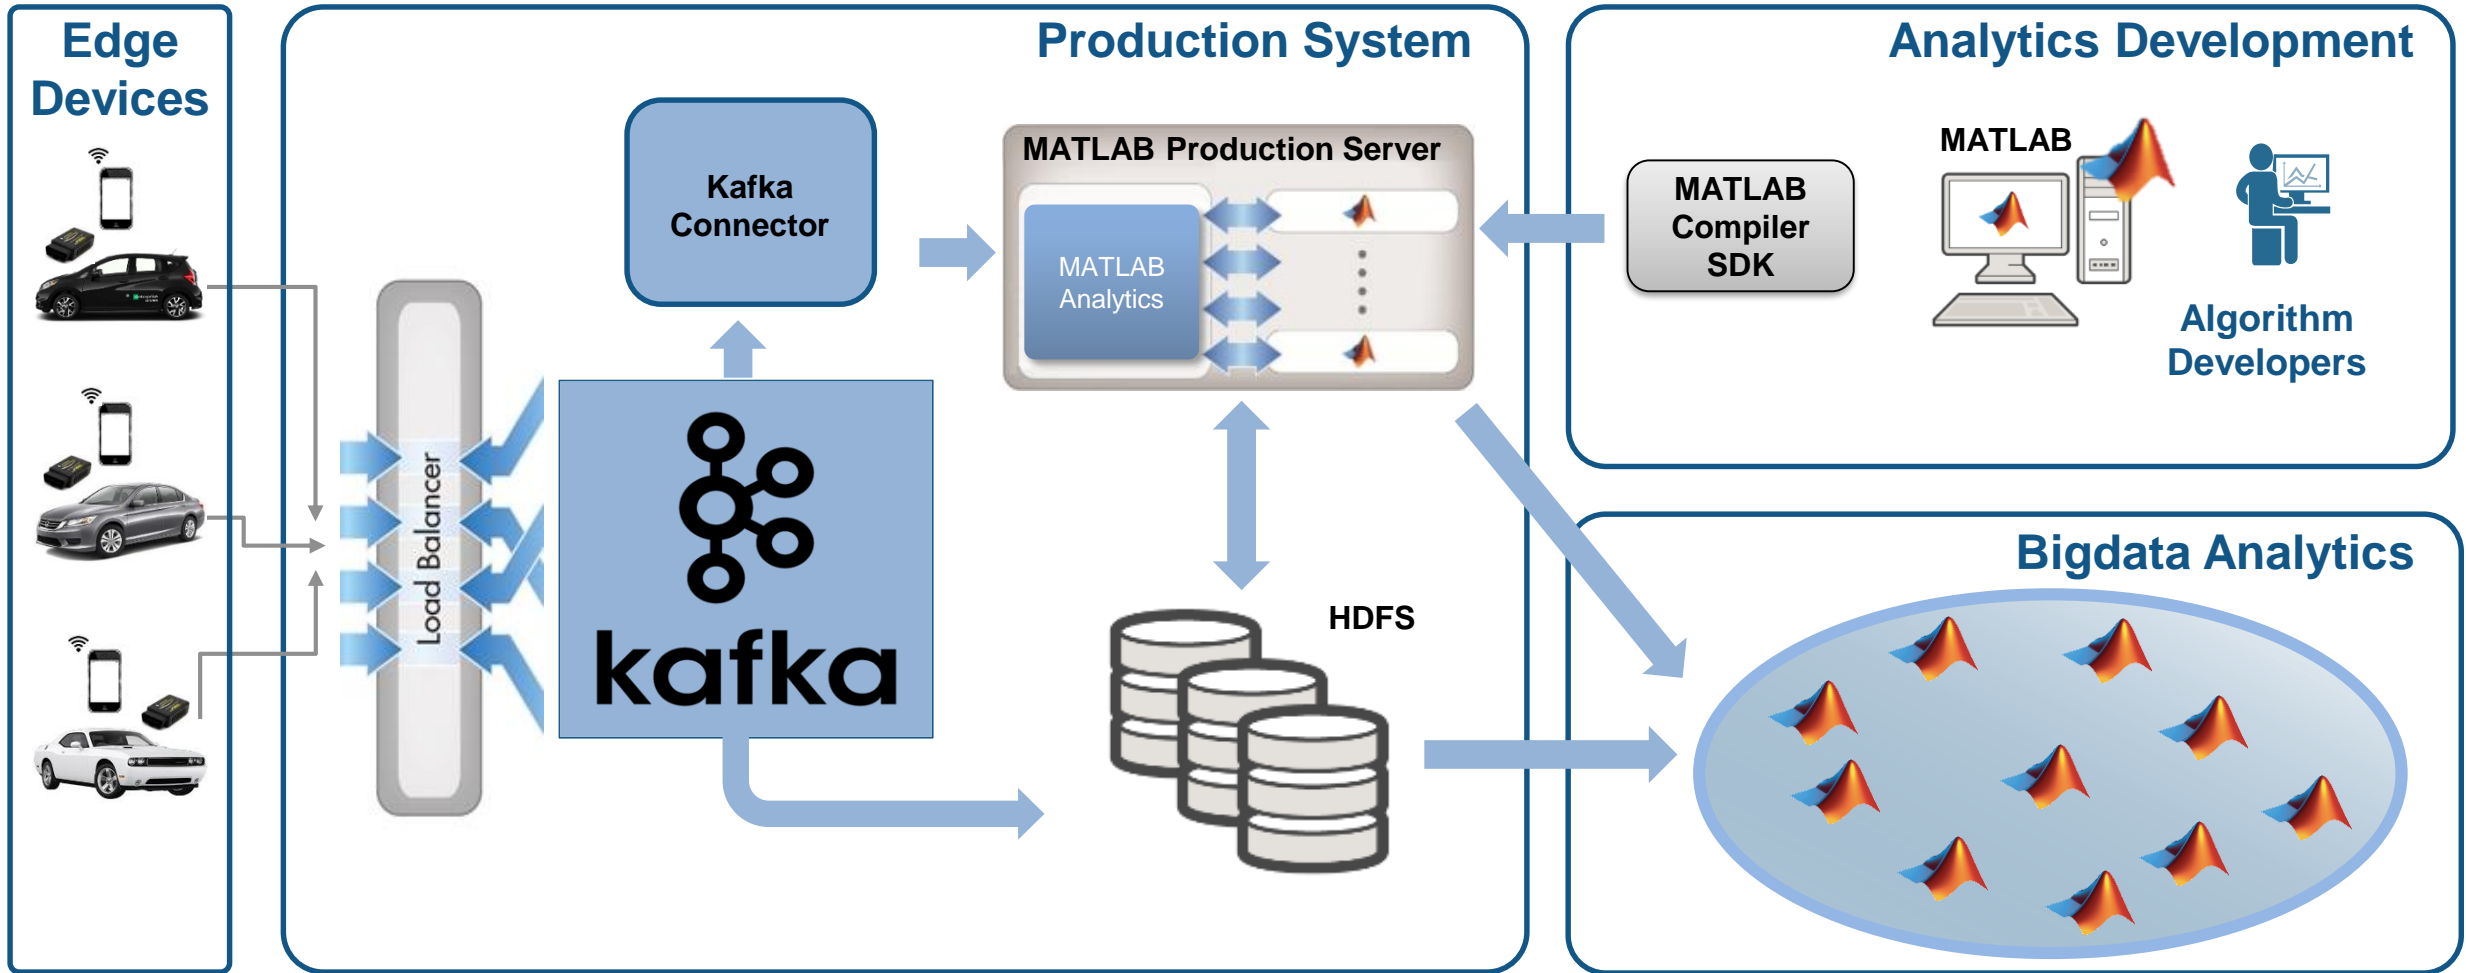 Edge
Devices
Production System
Kafka
Connector
MATLAB Production Server
MATLAB
Analytics
Load Balancer
kafka
HDFS
Analytics Development
MATLAB
Compiler
SDK
MATLAB
Algorithm
Developers
Bigdata Analytics